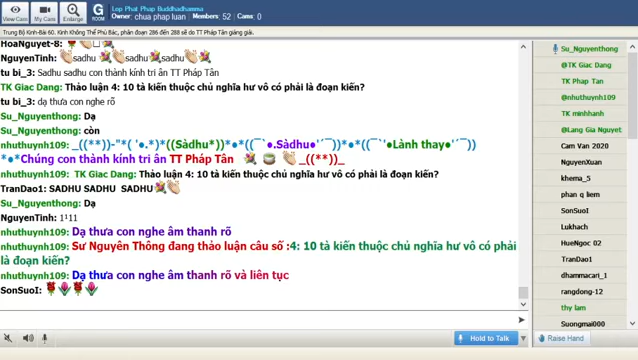 View Cam
My Cam
Enlarge
G
ROOM
Lop Phat Phap Buddhadhamma
Owner: chua phap luan / Members: 52 / Cams: 0
Trung Bộ Kinh-Bài 60. Kinh Không Thể Phủ Bác, phân đoạn 286 đến 288 sẽ do TT Pháp Tân giảng giải.
HoaNguyet-8:
NguyenTinh: sadhu sadhu sadhu
tu bi_3: Sadhu sadhu con thành kính tri ân TT Pháp Tân
TK Giac Dang: Thảo luận 4: 10 tà kiến thuộc chủ nghĩa hư vô có phải là đoạn kiến?
tu bi_3: dạ thưa con nghe rõ
Su_Nguyenthong: Dạ
Su_Nguyenthong: còn
nhuthuynh109: _((**))-"*( '•.*)•((Sàdhu•))*●*((¯`●.Sàdhu●'´¯))*●*((¯`'●Lành thay●'´¯))
*●*Chúng con thành kính tri ân TT Pháp Tân _((**))_
nhuthuynh109: TK Giac Dang: Thảo luận 4: 10 tà kiến thuộc chủ nghĩa hư vô có phải là đoạn kiến?
TranDao1: SADHU SADHU SADHU
Su_Nguyenthong: Dạ
NguyenTinh: 1¹11
nhuthuynh109: Dạ thưa con nghe âm thanh rõ
nhuthuynh109: Sư Nguyên Thông đang thảo luận câu số :4: 10 tà kiến thuộc chủ nghĩa hư vô có phải
là đoạn kiến?
nhuthuynh109: Dạ thưa con nghe âm thanh rõ và liên tục
SonSuoI:
Su_Nguyenthong
@TK Giac Dang
TK Phap Tan
@nhuthuynh109
TK minhhanh
@Lang Gia Nguyet
Cam Van 2020
NguyenXuan
khema_5
phan q liem
SonSuoI
Lukhach
HueNgoc 02
TranDao1
dhammacari_1
rangdong-12
thy lam
Suongmai000
Hold to Talk
Raise Hand